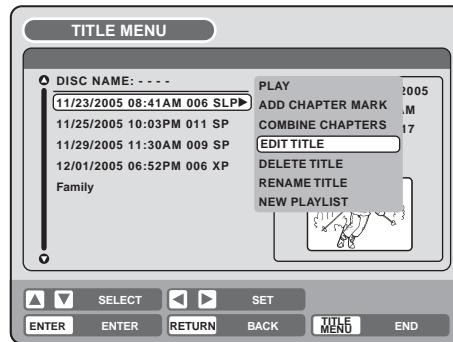 TITLE MENU
DISC NAME: - - - -
11/23/2005 08:41AM 006 SLP▶
11/25/2005 10:03PM 011 SP
11/29/2005 11:30AM 009 SP
12/01/2005 06:52PM 006 XP
Family
PLAY
ADD CHAPTER MARK
COMBINE CHAPTERS
EDIT TITLE
DELETE TITLE
RENAME TITLE
NEW PLAYLIST
2005
AM
17
▲ ▼ SELECT ◀ ▶ SET
ENTER ENTER RETURN BACK TITLE MENU END